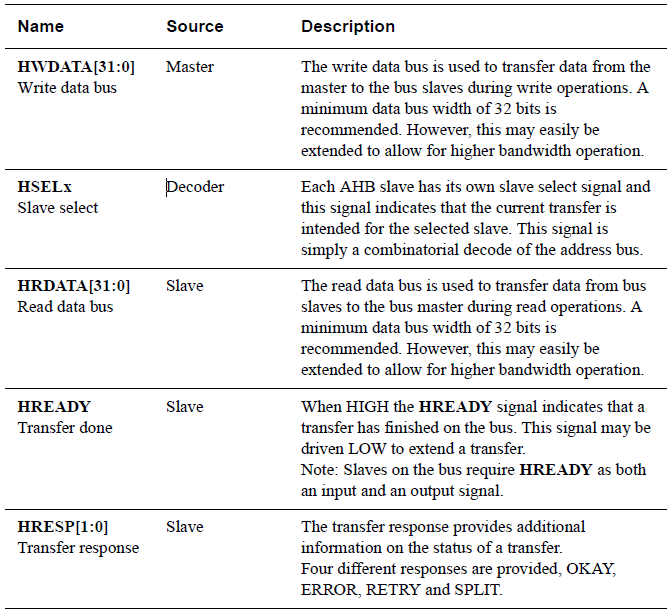 Name Source Description
HWDATA[31:0] Master The write data bus is used to transfer data from the
Write data bus master to the bus slaves during write operations. A
minimum data bus width of 32 bits is
recommended. However, this may easily be
extended to allow for higher bandwidth operation.
HSELx Decoder Each AHB slave has its own slave select signal and
Slave select this signal indicates that the current transfer is
intended for the selected slave. This signal is
simply a combinatorial decode of the address bus.
HRDATA[31:0] Slave The read data bus is used to transfer data from bus
Read data bus slaves to the bus master during read operations. A
minimum data bus width of 32 bits is
recommended. However, this may easily be
extended to allow for higher bandwidth operation.
HREADY Slave When HIGH the HREADY signal indicates that a
Transfer done transfer has finished on the bus. This signal may be
driven LOW to extend a transfer.
Note: Slaves on the bus require HREADY as both
an input and an output signal.
HRESP[1:0] Slave The transfer response provides additional
Transfer response information on the status of a transfer.
Four different responses are provided, OKAY,
ERROR, RETRY and SPLIT.